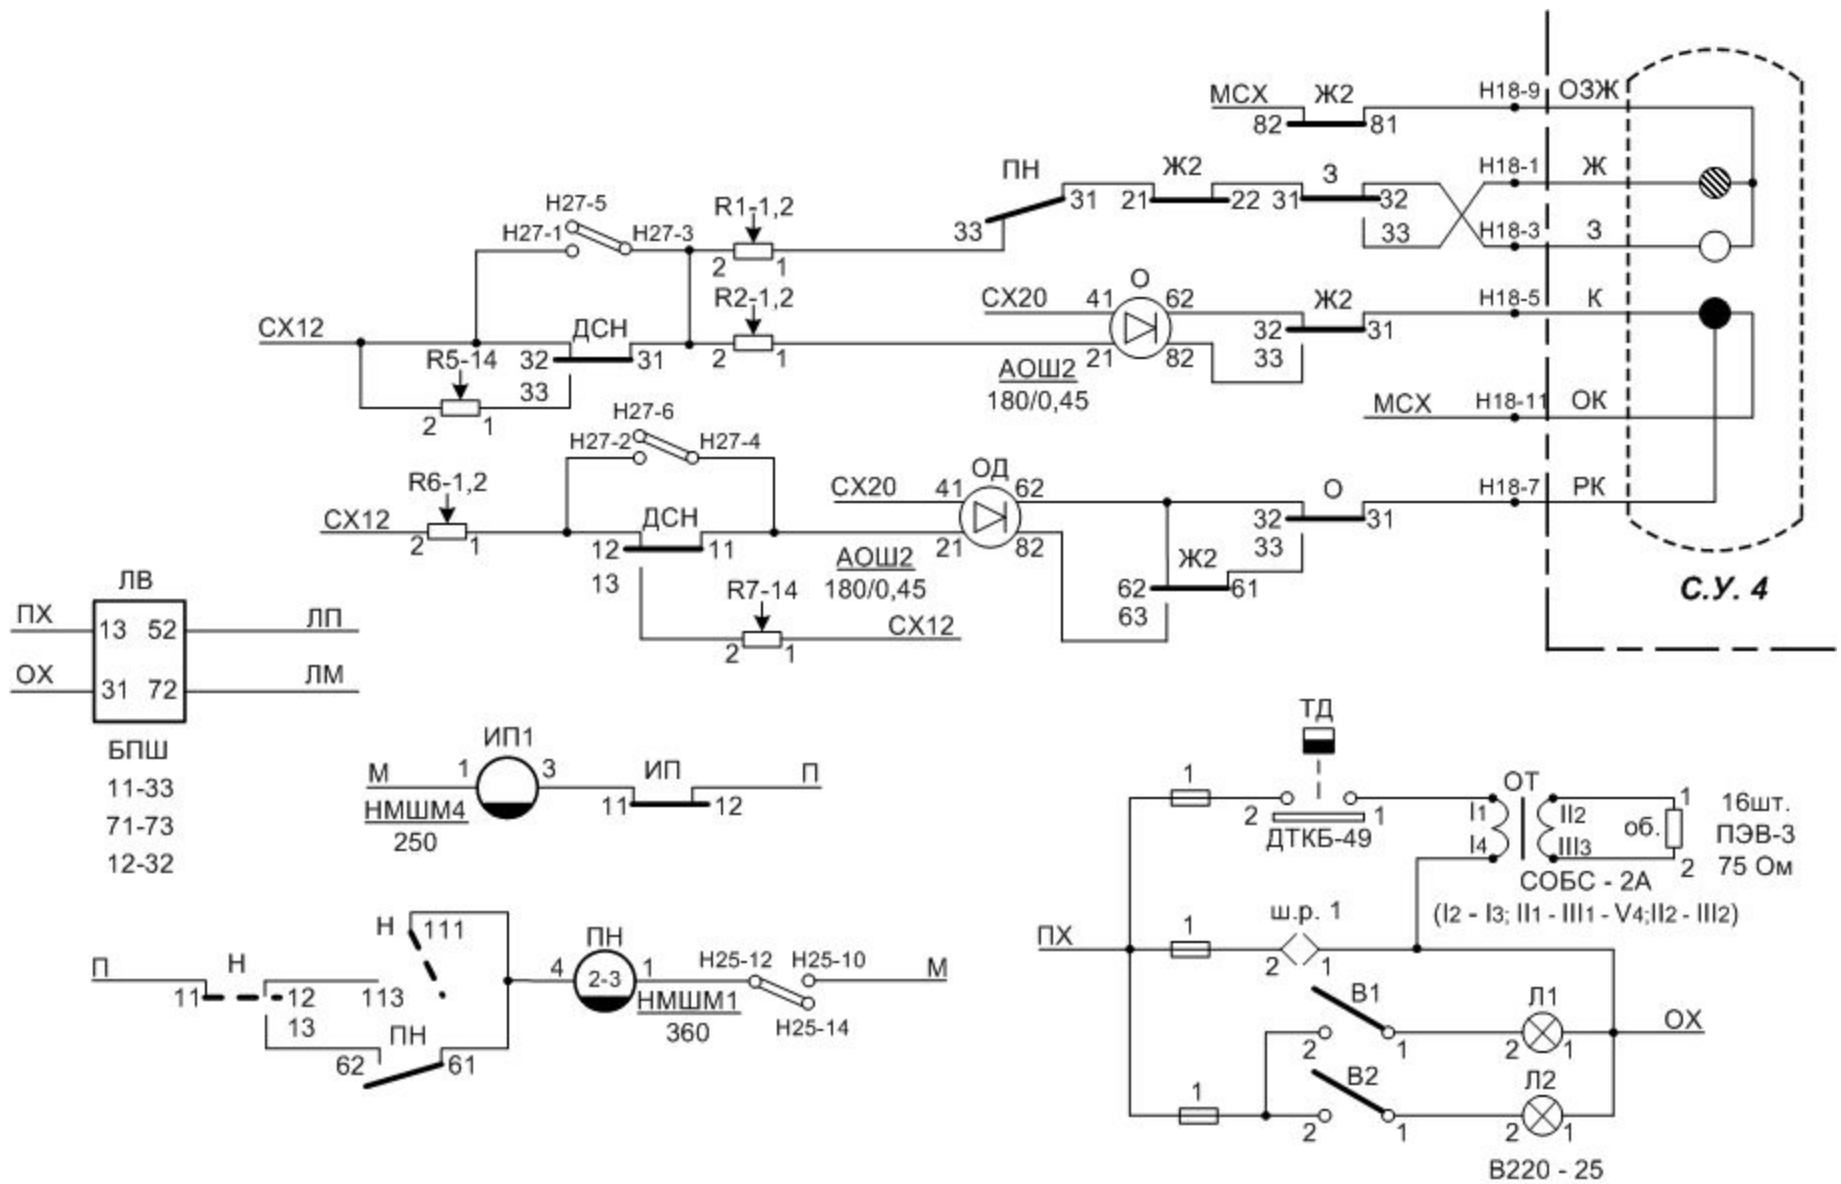 МСХ Ж2 Н18-9 ОЗЖ
82 81
ПН Ж2 З Н18-1 Ж
33 31 21 22 31 32
33 Н18-3 З
Н27-5
Н27-1 Н27-3
R1-1,2
2 1
R2-1,2
2 1
СХ12 ДСН
32 31
33
R5-14
2 1
О
СХ20 41 62
21 82
АОШ2
180/0,45
Ж2 Н18-5 К
32 31
33
МСХ Н18-11 ОК
Н27-6
Н27-2 Н27-4
R6-1,2
СХ12
2 1
ДСН
12 11
13
R7-14
2 1
СХ12
ОД
СХ20 41 62
21 82
АОШ2
180/0,45
О Н18-7 РК
32 31
33
Ж2
62 61
63
С.У. 4
ЛВ
ПХ 13 52 ЛП
ОХ 31 72 ЛМ
БПШ
11-33
71-73
12-32
ИП1
М 1 3 ИП П
НМШМ4
250
11 12
Н 111
П Н
11 12 113
13
ПН
62 61
ПН
4 2-3 1
НМШМ1
360
Н25-12 Н25-10 М
Н25-14
ТД
1
2 1
ДТКБ-49
ОТ
I1 II2
I4 III3
об.
1
2
16шт.
ПЭВ-3
75 Ом
СОБС - 2А
(I2 - I3; II1 - III1 - V4;II2 - III2)
ПХ 1 ш.р. 1
2 1
В1 Л1
2 1 2 1
ОХ
1
В2 Л2
2 1 2 1
В220 - 25